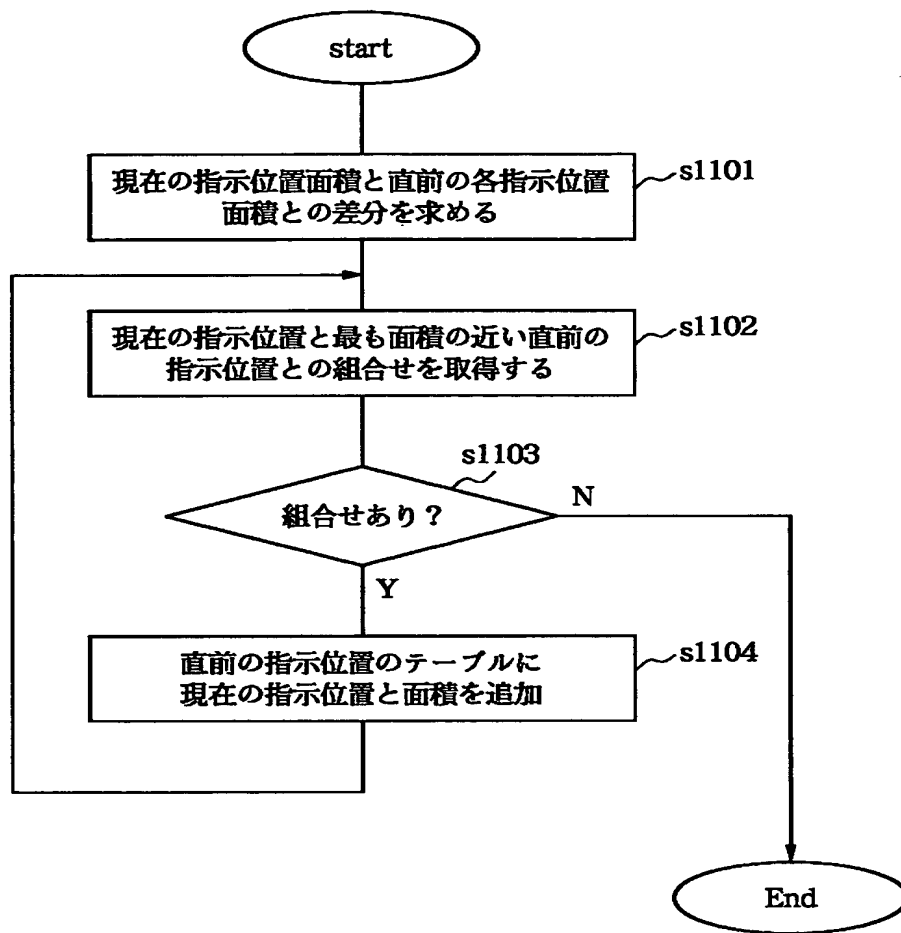 start
現在の指示位置面積と直前の各指示位置
面積との差分を求める
s1101
現在の指示位置と最も面積の近い直前の
指示位置との組合せを取得する
s1102
s1103
組合せあり？
N
Y
直前の指示位置のテーブルに
現在の指示位置と面積を追加
s1104
End